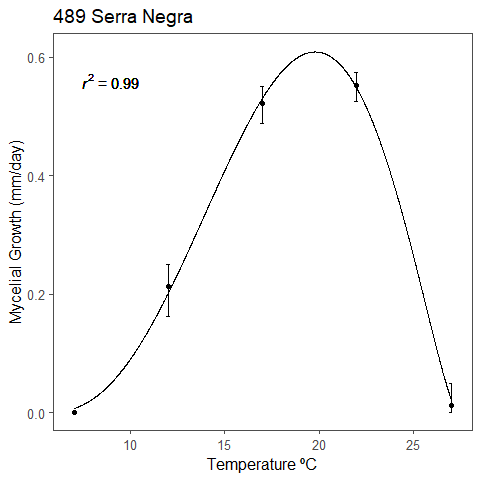 489 Serra Negra
r² = 0.99
Mycelial Growth (mm/day)
0.6
0.4
0.2
0.0
10 15 20 25
Temperature ºC